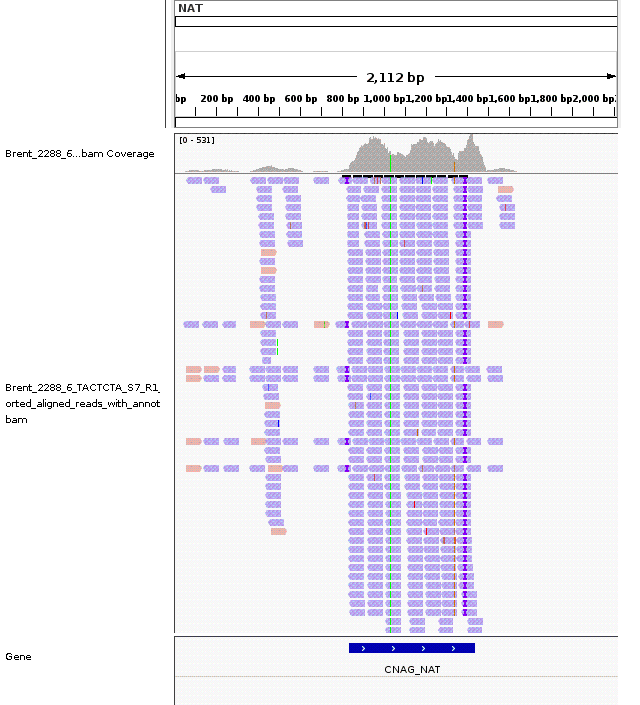 NAT
2,112 bp
bp 200 bp 400 bp 600 bp 800 bp 1,000 bp 1,200 bp 1,400 bp 1,600 bp 1,800 bp 2,000 bp
[0 - 531]
Brent_2288_6...bam Coverage
Brent_2288_6_TACTCTA_S7_R1_
orted_aligned_reads_with_annot
bam
Gene
CNAG_NAT